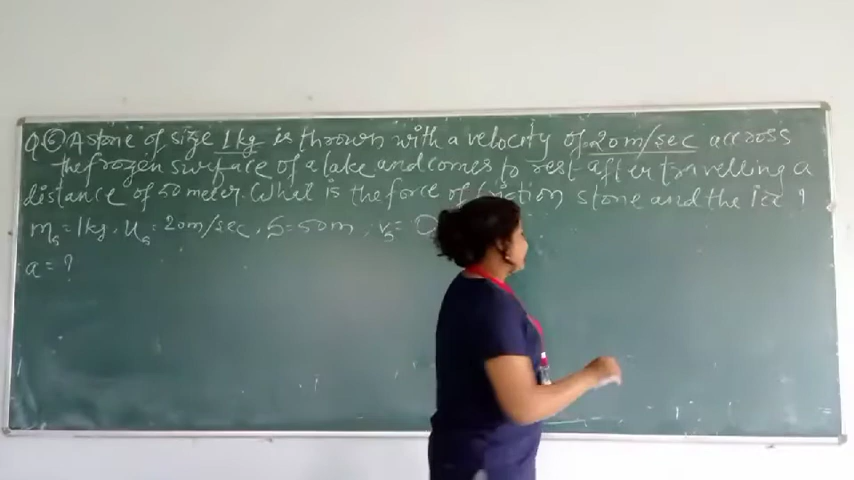 Q.⑥ A stone of size 1kg is thrown with a velocity of 20m/sec accross
the frozen surface of a lake and comes to rest after travelling a
distance of 50 meter. What is the force of friction stone and the ice ?
ms = 1kg, us = 20m/sec, S = 50m, vs = 0
a = ?